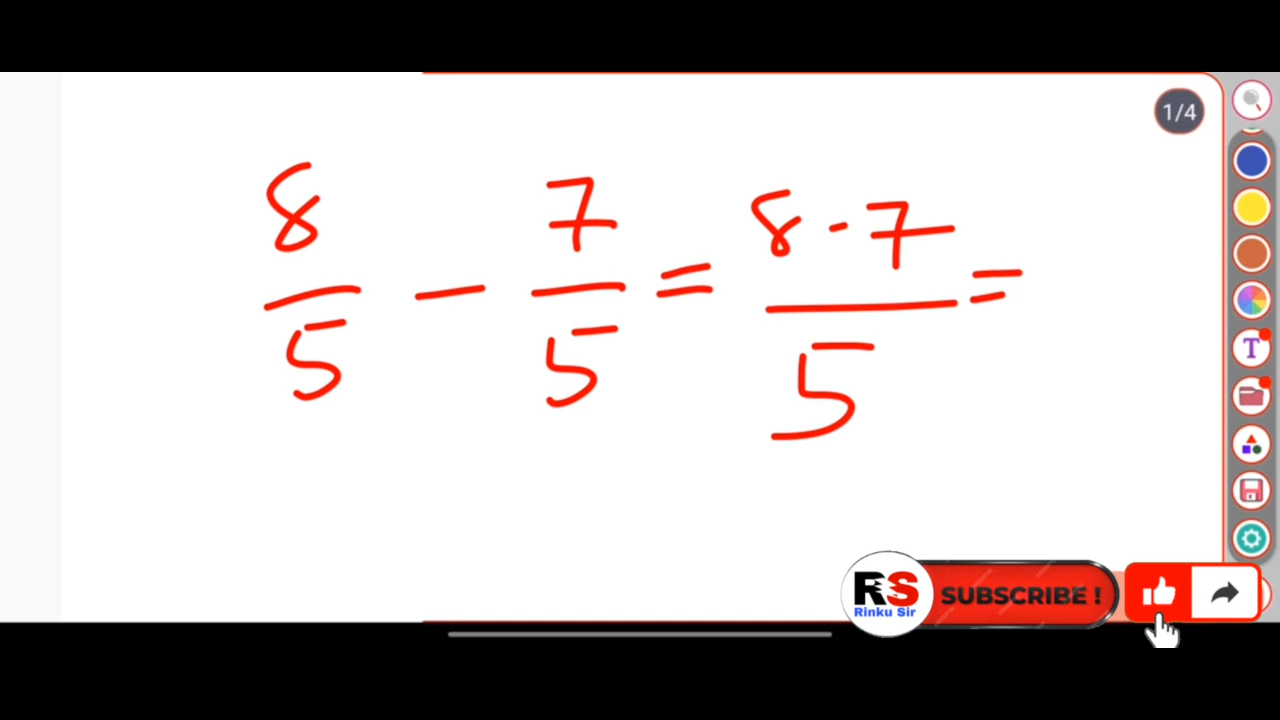 1/4
8/5 - 7/5 = 8-7/5 =
T
RS
Rinku Sir
SUBSCRIBE !